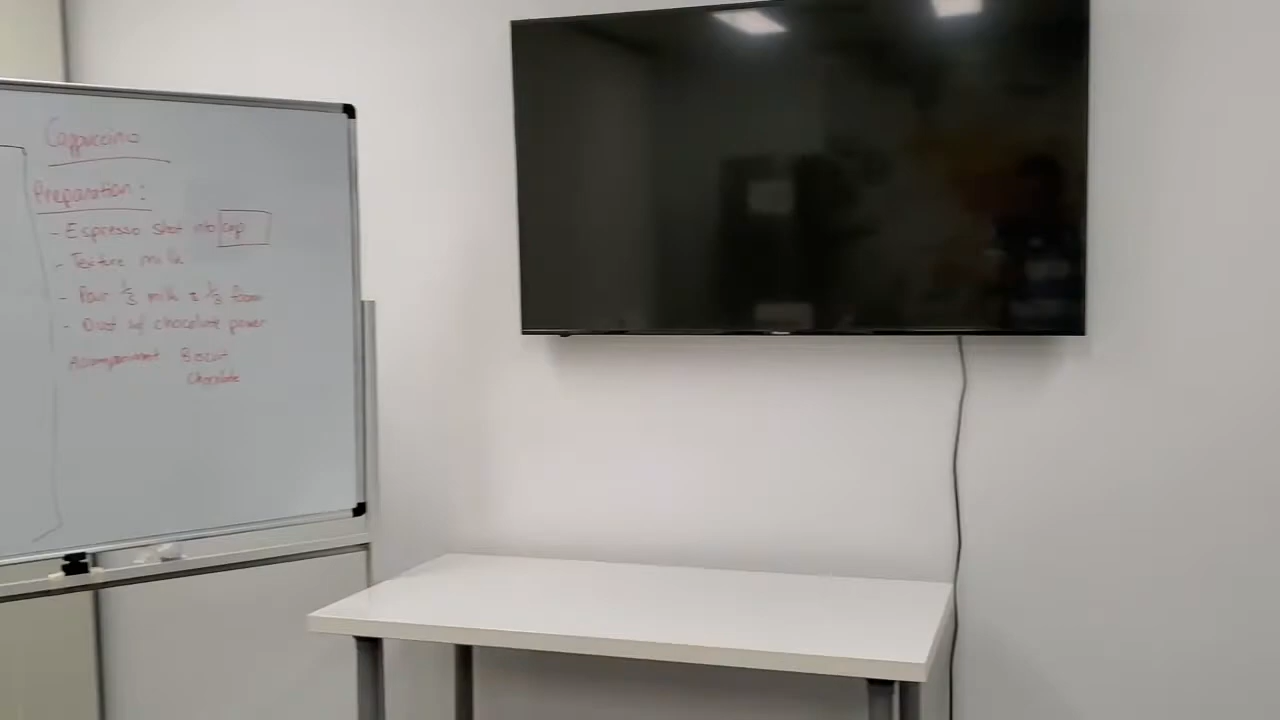 Cappuccino
Preparation:
- Espresso shot into cup
- Texture milk
- Pour ⅓ milk & ⅓ foam
- Dust w/ chocolate power
Accompaniment Biscuit
Chocolate